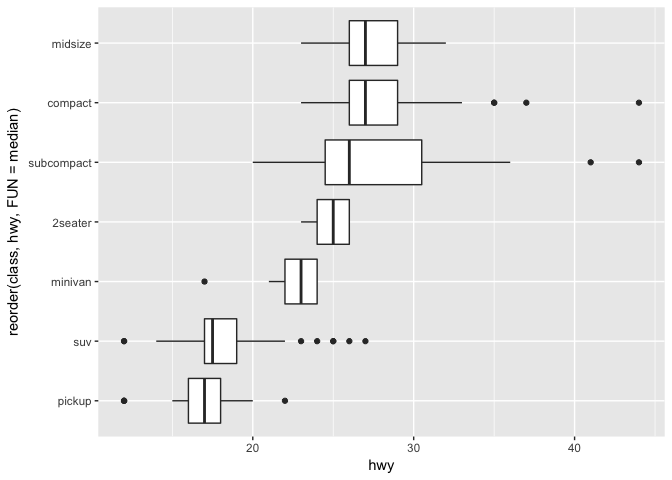 reorder(class, hwy, FUN = median)
midsize
compact
subcompact
2seater
minivan
suv
pickup
20 30 40
hwy